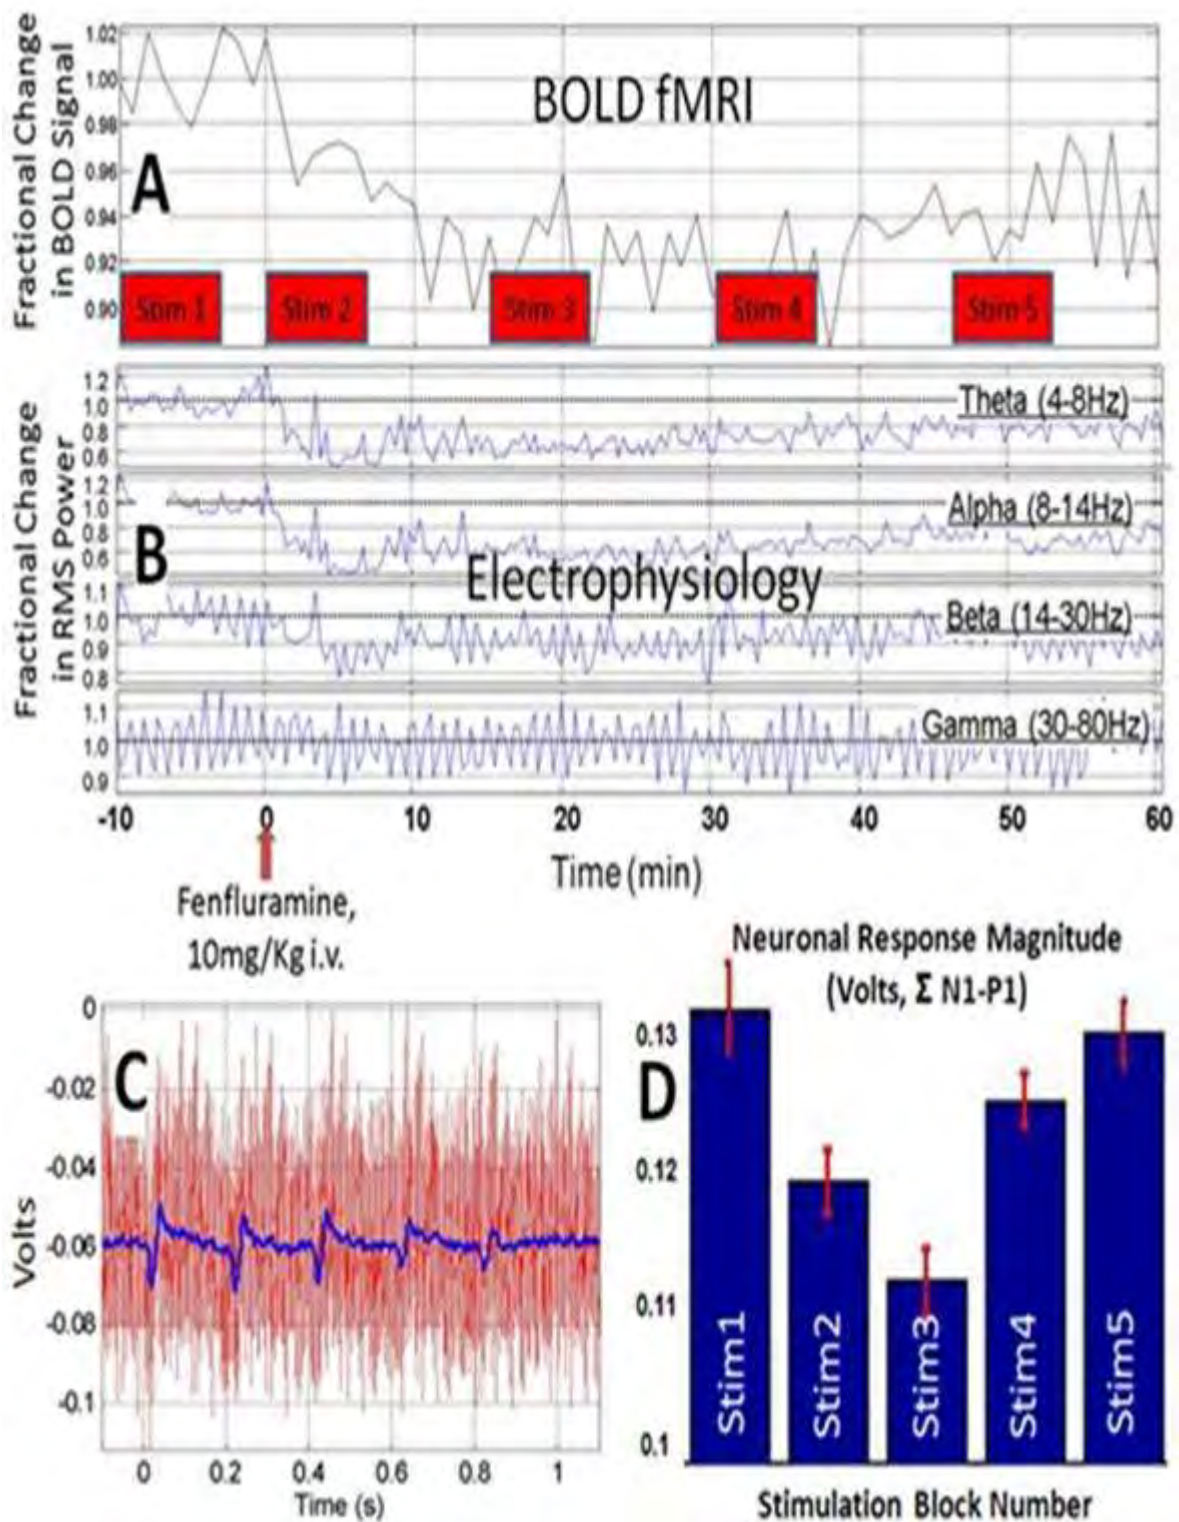 Fractional Change
in BOLD Signal
1.02
1.00
0.98
0.96
0.94
0.92
0.90
BOLD fMRI
A
Stim 1
Stim 2
Stim 3
Stim 4
Stim 5
Fractional Change
in RMS Power
1.2
1.0
0.8
0.6
Theta (4-8Hz)
1.2
1.0
0.8
0.6
Alpha (8-14Hz)
B
Electrophysiology
1.1
1.0
0.9
0.8
Beta (14-30Hz)
1.1
1.0
0.9
Gamma (30-80Hz)
-10 0 10 20 30 40 50 60
Time (min)
Fenfluramine,
10mg/Kg i.v.
C
Volts
0
-0.02
-0.04
-0.06
-0.08
-0.1
0 0.2 0.4 0.6 0.8 1
Time (s)
Neuronal Response Magnitude
(Volts, Σ N1-P1)
D
0.13
0.12
0.11
0.1
Stim1
Stim2
Stim3
Stim4
Stim5
Stimulation Block Number